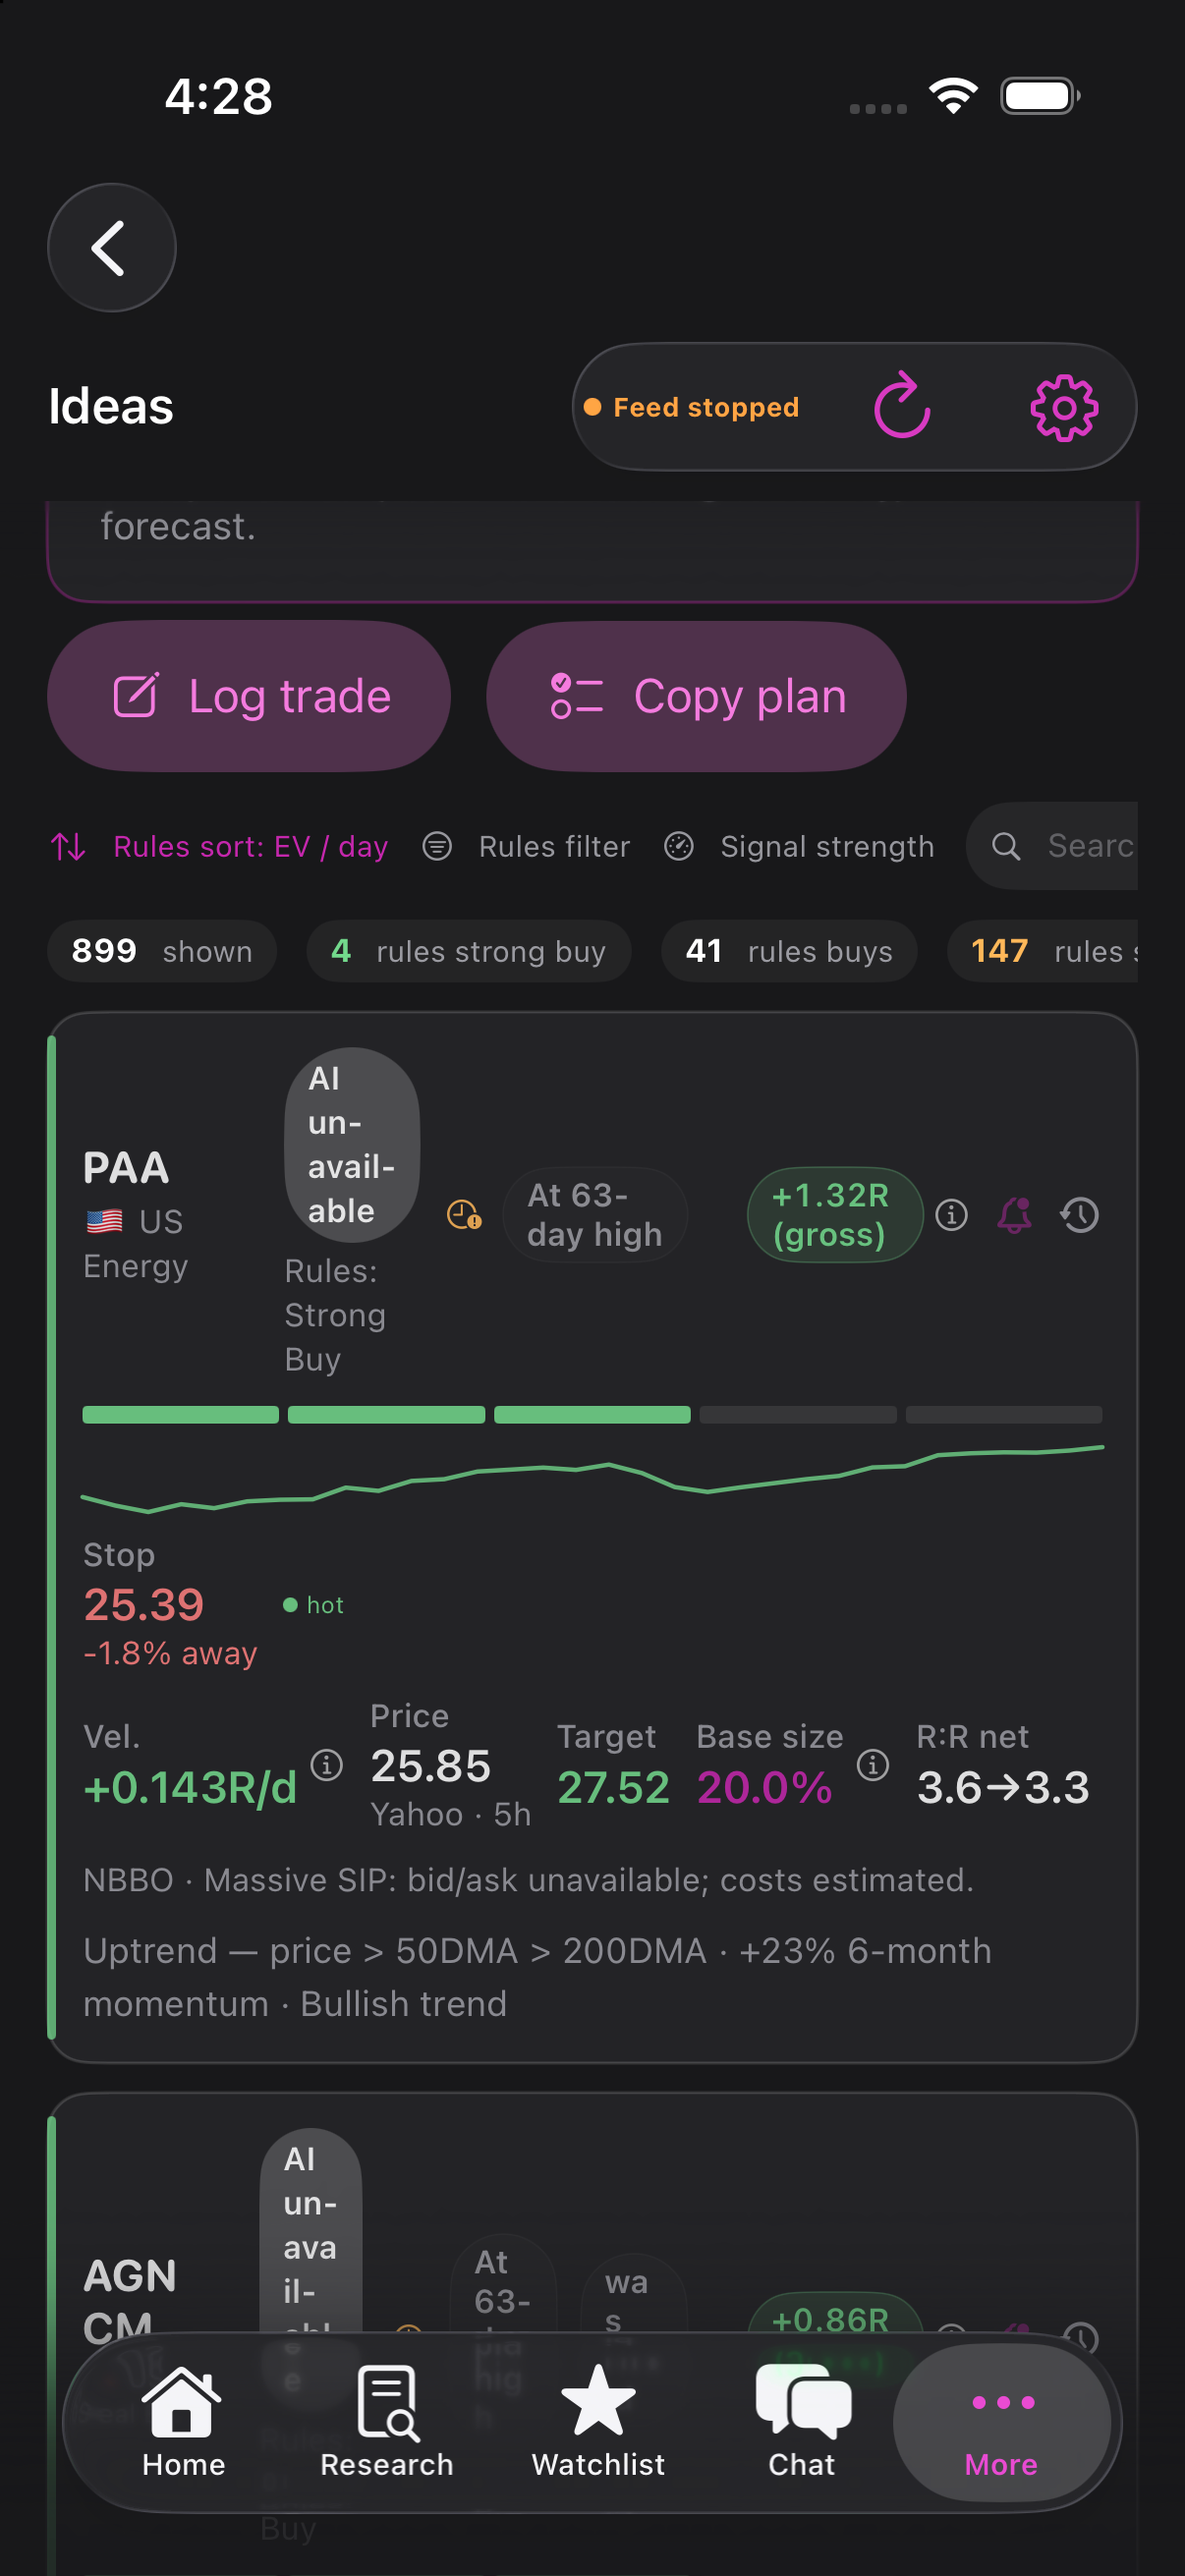 4:28
Ideas
Feed stopped
forecast.
Log trade
Copy plan
Rules sort: EV / day
Rules filter
Signal strength
Searc
899 shown
4 rules strong buy
41 rules buys
147 rules s
PAA
US
Energy
AI
un-
avail-
able
Rules:
Strong
Buy
At 63-
day high
+1.32R
(gross)
Stop
25.39
hot
-1.8% away
Vel.
+0.143R/d
Price
25.85
Yahoo · 5h
Target
27.52
Base size
20.0%
R:R net
3.6→3.3
NBBO · Massive SIP: bid/ask unavailable; costs estimated.
Uptrend — price > 50DMA > 200DMA · +23% 6-month
momentum · Bullish trend
AGN
CM
AI
un-
ava
il-
abl
e
At
63-
hig
h
wa
s
+0.86R
Buy
Home
Research
Watchlist
Chat
More